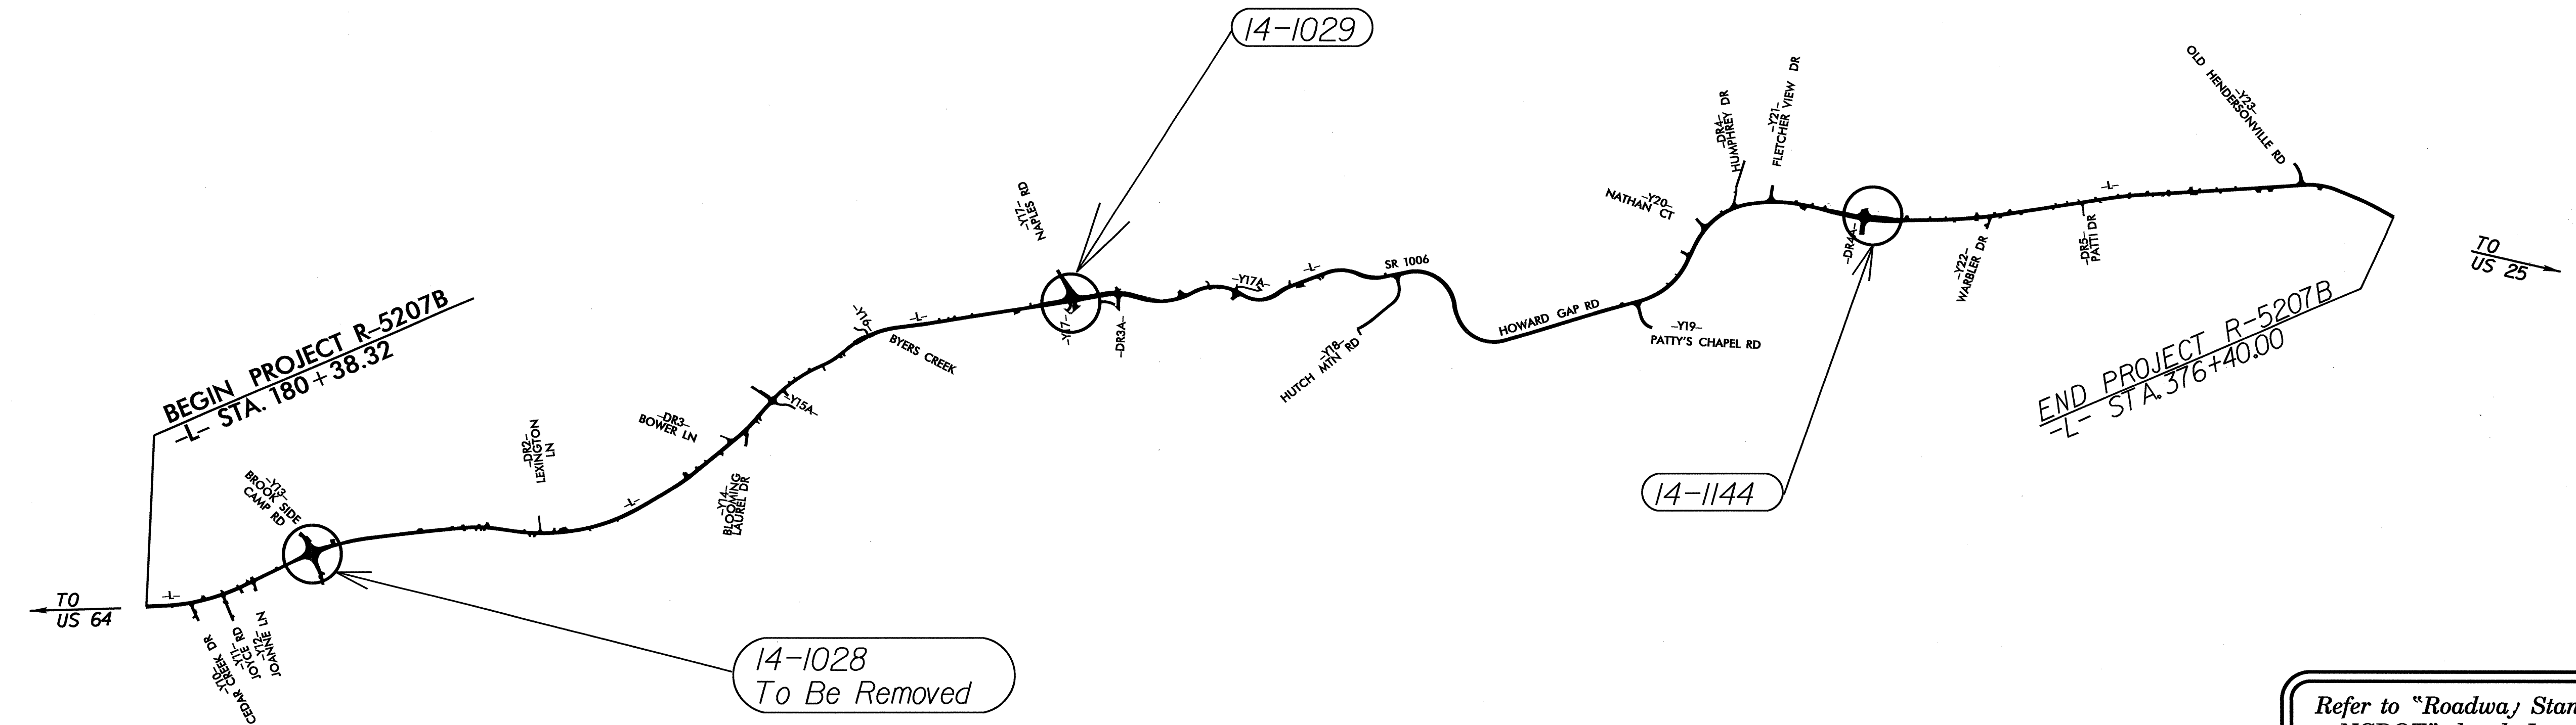 14-1029
-Y23-
OLD HENDERSONVILLE RD
-DR4-
HUMPHREY DR
-Y21-
FLETCHER VIEW DR
-Y17-
NAPLES RD
-Y20-
NATHAN CT
TO
US 25
BEGIN PROJECT R-5207B
-L- STA. 180+38.32
-Y16-
-L-
BYERS CREEK
-Y17-
-DR3A-
-Y17A-
-L-
SR 1006
-Y18-
HUTCH MTN RD
HOWARD GAP RD
-Y19-
PATTY'S CHAPEL RD
-DR4A-
-Y22-
WARBLER DR
-L-
-DR5-
PATTI DR
END PROJECT R-5207B
-L- STA. 376+40.00
14-1144
-Y13-
BROOK SIDE
CAMP RD
-DR2-
LEXINGTON
LN
-L-
-DR3-
BOWER LN
-Y15A-
-Y14-
BLOOMING
LAUREL DR
TO
US 64
-L-
-Y10-
CEDAR CREEK DR
-Y11-
JOYCE RD
-Y12-
JOANNE LN
14-1028
To Be Removed
Refer to "Roadway Stan